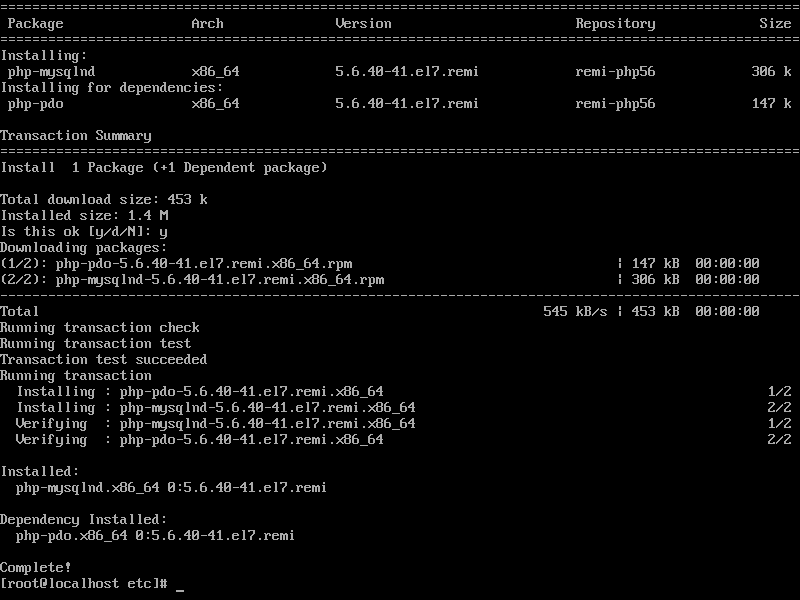 ================================================================================
 Package                Arch              Version                       Repository             Size
================================================================================
Installing:
 php-mysqlnd            x86_64            5.6.40-41.el7.remi            remi-php56            306 k
Installing for dependencies:
 php-pdo                x86_64            5.6.40-41.el7.remi            remi-php56            147 k

Transaction Summary
================================================================================
Install  1 Package (+1 Dependent package)

Total download size: 453 k
Installed size: 1.4 M
Is this ok [y/d/N]: y
Downloading packages:
(1/2): php-pdo-5.6.40-41.el7.remi.x86_64.rpm                                 | 147 kB  00:00:00
(2/2): php-mysqlnd-5.6.40-41.el7.remi.x86_64.rpm                             | 306 kB  00:00:00
--------------------------------------------------------------------------------
Total                                                               545 kB/s | 453 kB  00:00:00
Running transaction check
Running transaction test
Transaction test succeeded
Running transaction
  Installing : php-pdo-5.6.40-41.el7.remi.x86_64                                                1/2
  Installing : php-mysqlnd-5.6.40-41.el7.remi.x86_64                                            2/2
  Verifying  : php-mysqlnd-5.6.40-41.el7.remi.x86_64                                            1/2
  Verifying  : php-pdo-5.6.40-41.el7.remi.x86_64                                                2/2

Installed:
  php-mysqlnd.x86_64 0:5.6.40-41.el7.remi

Dependency Installed:
  php-pdo.x86_64 0:5.6.40-41.el7.remi

Complete!
[root@localhost etc]# _